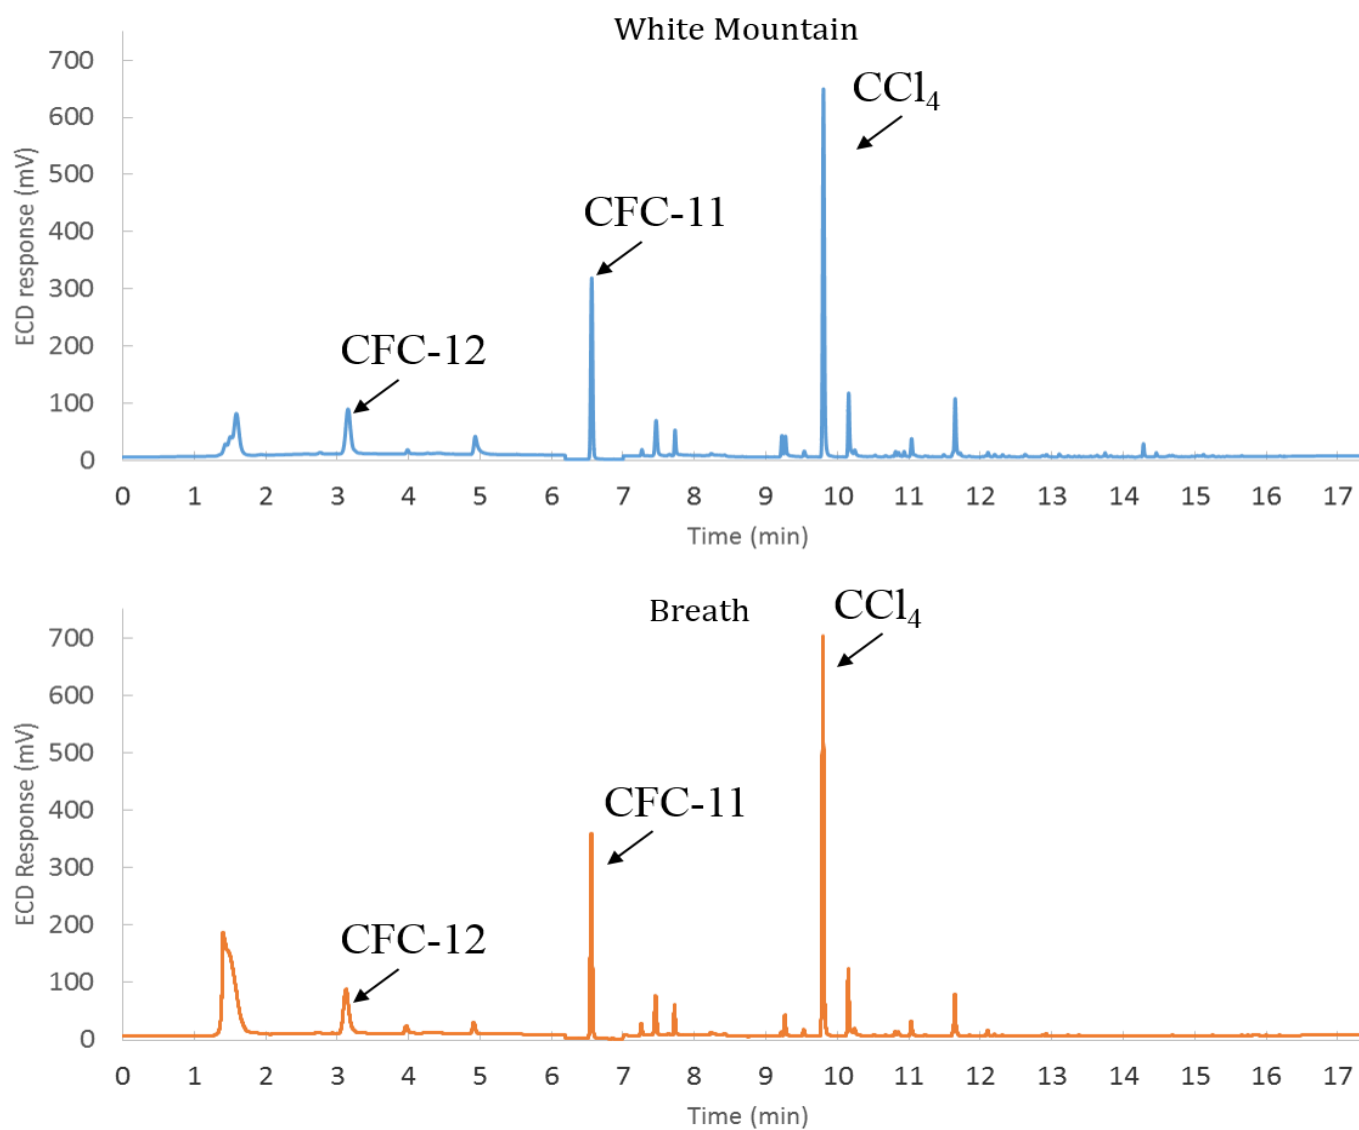 White Mountain
700
600
500
400
300
200
100
0
ECD response (mV)
CFC-12
CFC-11
CCl₄
0 1 2 3 4 5 6 7 8 9 10 11 12 13 14 15 16 17
Time (min)
Breath
700
600
500
400
300
200
100
0
ECD Response (mV)
CFC-12
CFC-11
CCl₄
0 1 2 3 4 5 6 7 8 9 10 11 12 13 14 15 16 17
Time (min)